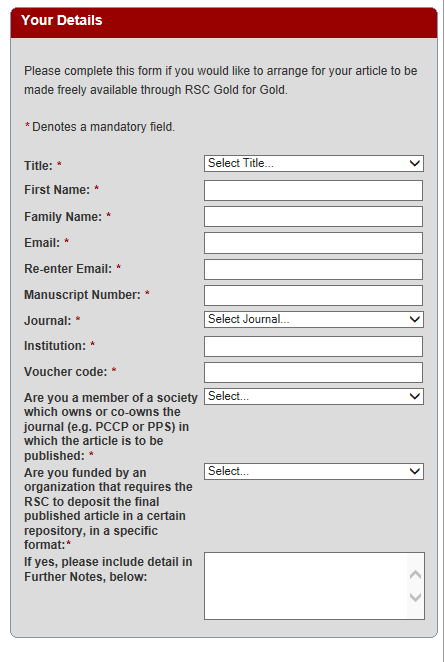 Your Details
Please complete this form if you would like to arrange for your article to be
made freely available through RSC Gold for Gold.
* Denotes a mandatory field.
Title: * Select Title...
First Name: *
Family Name: *
Email: *
Re-enter Email: *
Manuscript Number: *
Journal: * Select Journal...
Institution: *
Voucher code: *
Are you a member of a society Select...
which owns or co-owns the
journal (e.g. PCCP or PPS) in
which the article is to be
published: *
Are you funded by an Select...
organization that requires the
RSC to deposit the final
published article in a certain
repository, in a specific
format:*
If yes, please include detail in
Further Notes, below: